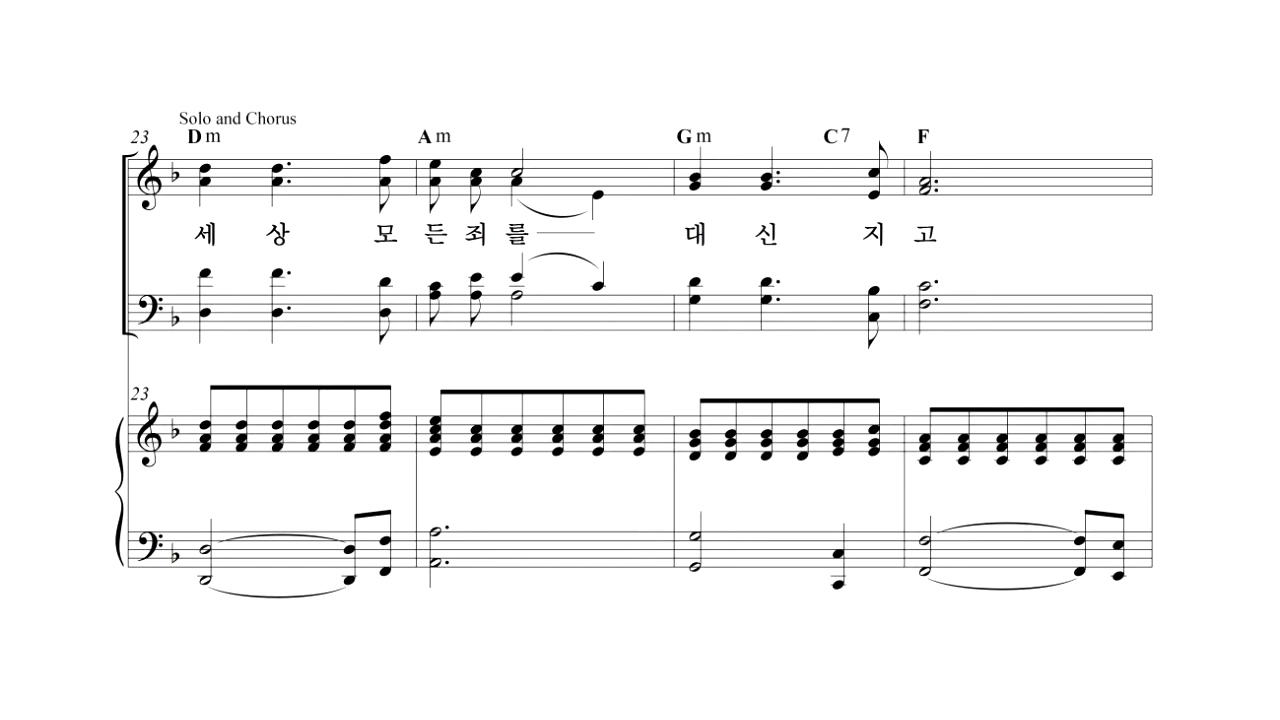 Solo and Chorus
23 Dm Am Gm C7 F
세 상 모 든 죄 를 대 신 지 고
23